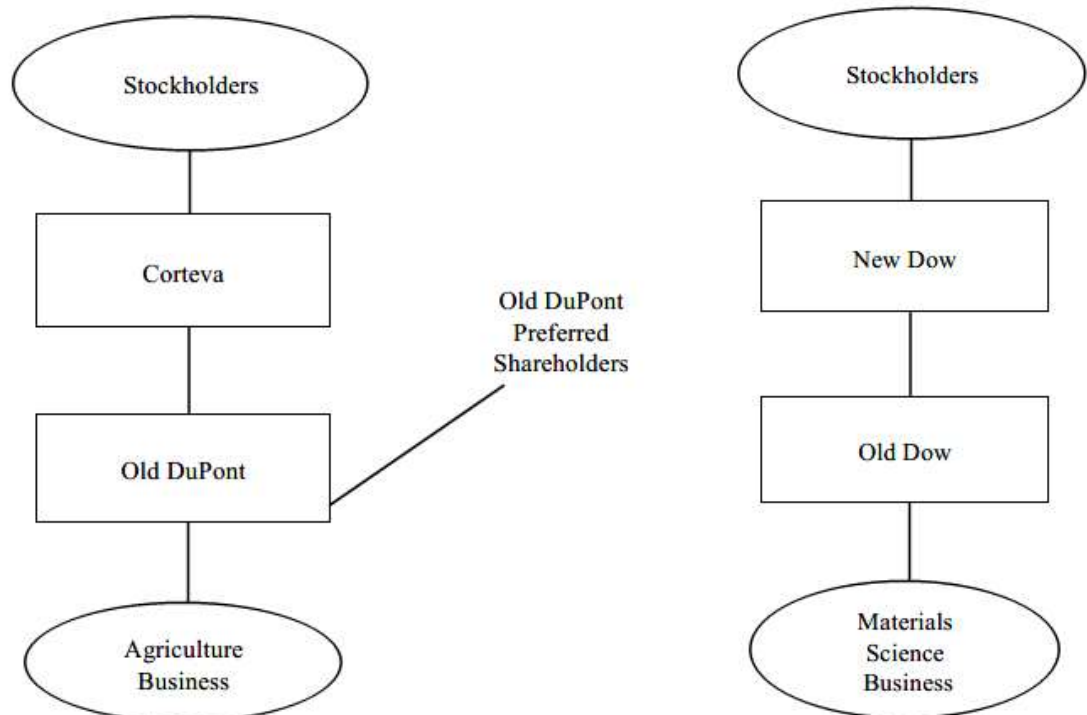 Stockholders
Corteva
Old DuPont
Preferred
Shareholders
Old DuPont
Agriculture
Business
Stockholders
New Dow
Old Dow
Materials
Science
Business